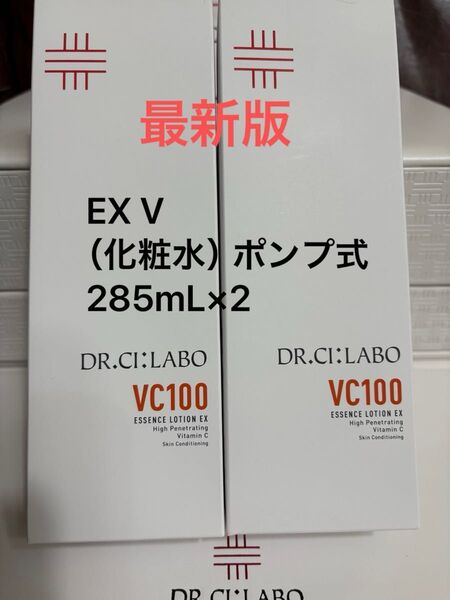 最新版
EX V
（化粧水）ポンプ式
285mL×2
DR.CI:LABO
VC100
ESSENCE LOTION EX
High Penetrating
Vitamin C
Skin Conditioning
DR.CI:LABO
VC100
ESSENCE LOTION EX
High Penetrating
Vitamin C
Skin Conditioning
DR.CI:LABO